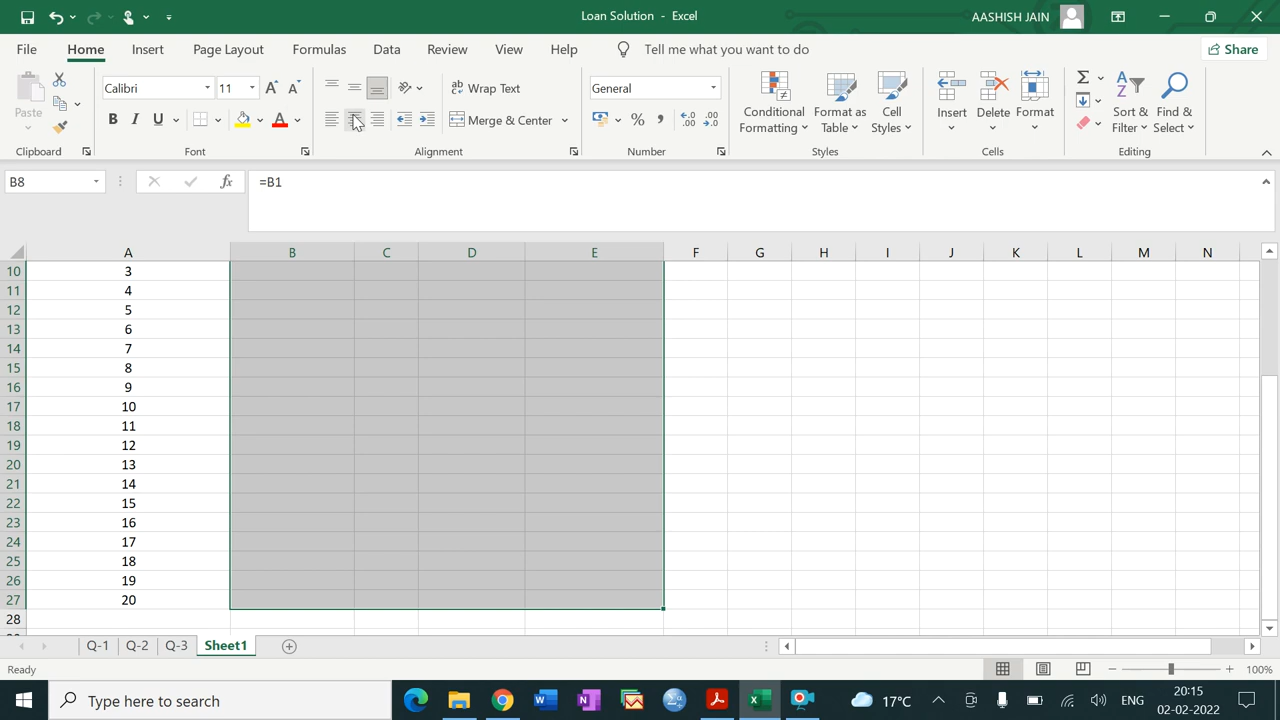 Loan Solution - Excel
AASHISH JAIN
File Home Insert Page Layout Formulas Data Review View Help Tell me what you want to do Share
Calibri 11 Wrap Text General
Paste B I U A Merge & Center % , Conditional Formatting Format as Table Cell Styles Insert Delete Format Sort & Filter Find & Select
Clipboard Font Alignment Number Styles Cells Editing
B8 fx =B1
A B C D E F G H I J K L M N
10 3
11 4
12 5
13 6
14 7
15 8
16 9
17 10
18 11
19 12
20 13
21 14
22 15
23 16
24 17
25 18
26 19
27 20
28
Q-1 Q-2 Q-3 Sheet1
Ready 100%
Type here to search 17°C ENG 20:15
02-02-2022